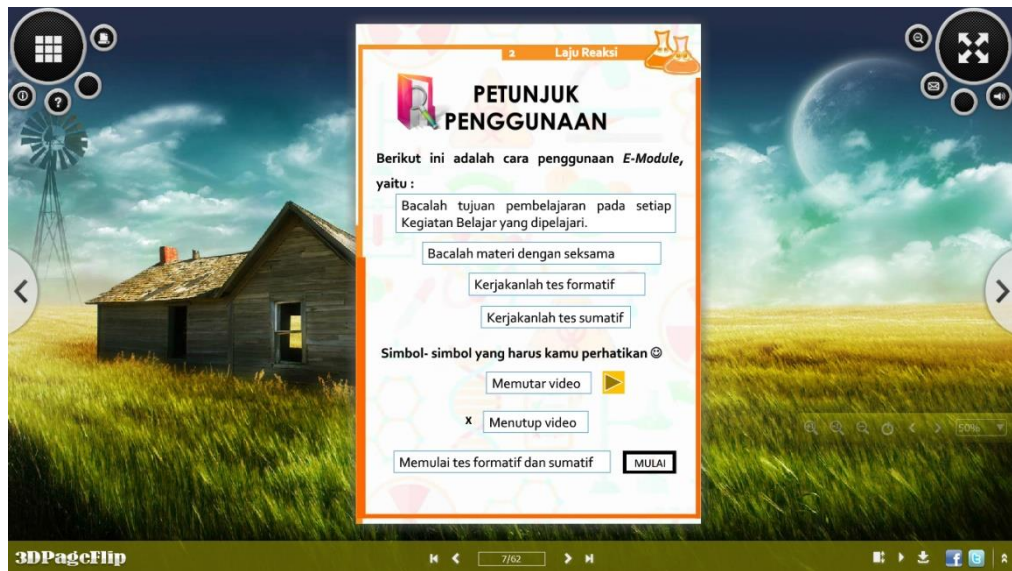 2 Laju Reaksi
PETUNJUK
PENGGUNAAN
Berikut ini adalah cara penggunaan E-Module,
yaitu :
Bacalah tujuan pembelajaran pada setiap
Kegiatan Belajar yang dipelajari.
Bacalah materi dengan seksama
Kerjakanlah tes formatif
Kerjakanlah tes sumatif
Simbol- simbol yang harus kamu perhatikan ☺
Memutar video
x Menutup video
Memulai tes formatif dan sumatif MULAI
50%
3DPageFlip
7/62